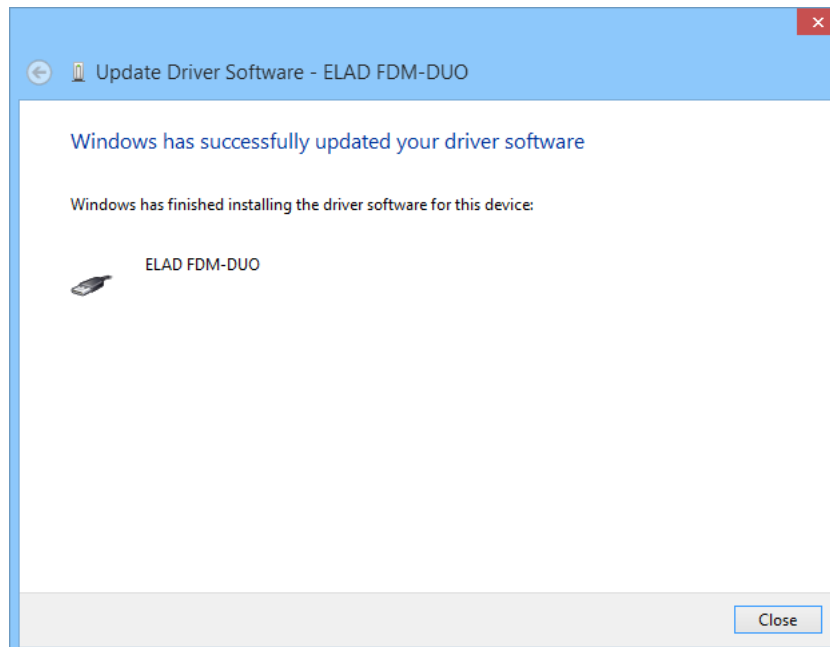 Update Driver Software - ELAD FDM-DUO
Windows has successfully updated your driver software
Windows has finished installing the driver software for this device:
ELAD FDM-DUO
Close